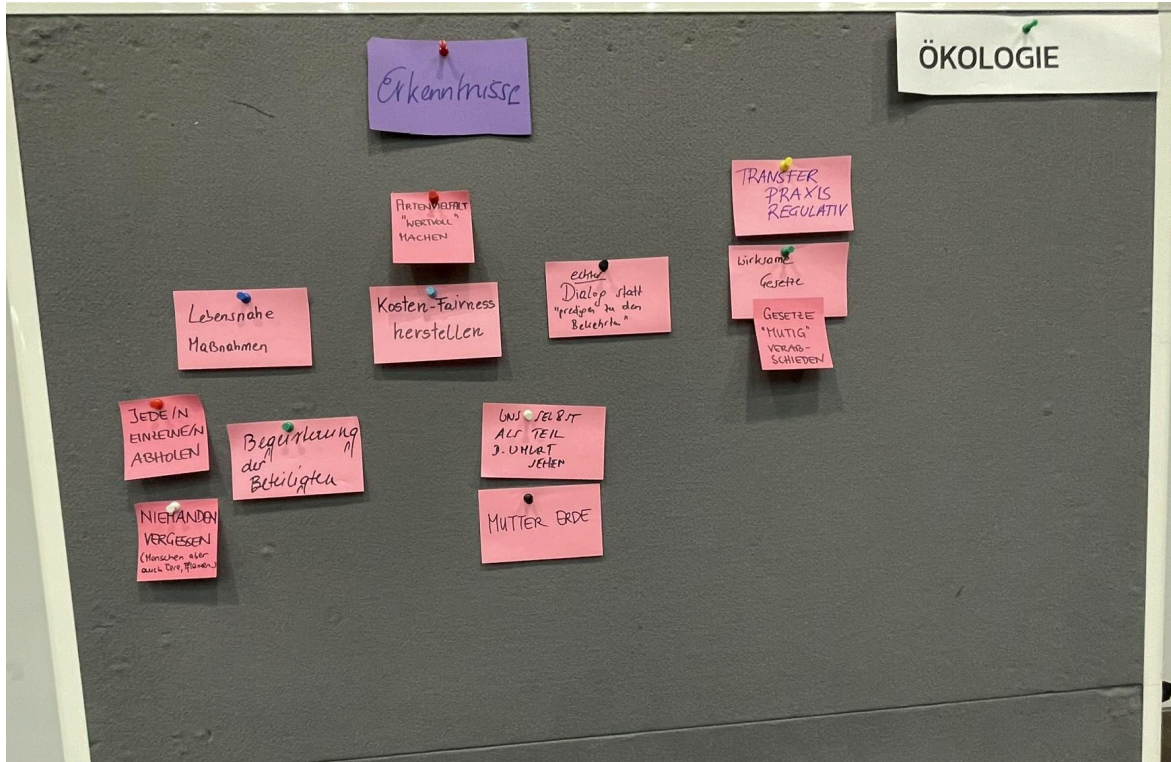 Erkenntnisse
ÖKOLOGIE
ARTENVIELFALT
"WERTVOLL"
MACHEN
TRANSFER
PRAXIS
REGULATIV
Lebensnahe
Maßnahmen
Kosten-Fairness
herstellen
echter
Dialog statt
"predigen zu den
Bekehrten"
wirksame
Gesetze
GESETZE
"MUTIG"
VERAB-
SCHIEDEN
JEDE/N
EINZELNE/N
ABHOLEN
der
Beteiligten
UNS SELBST
ALS TEIL
D. UMWELT
SEHEN
NIEMANDEN
VERGESSEN
(Menschen aber
auch Tiere, Pflanzen)
MUTTER ERDE